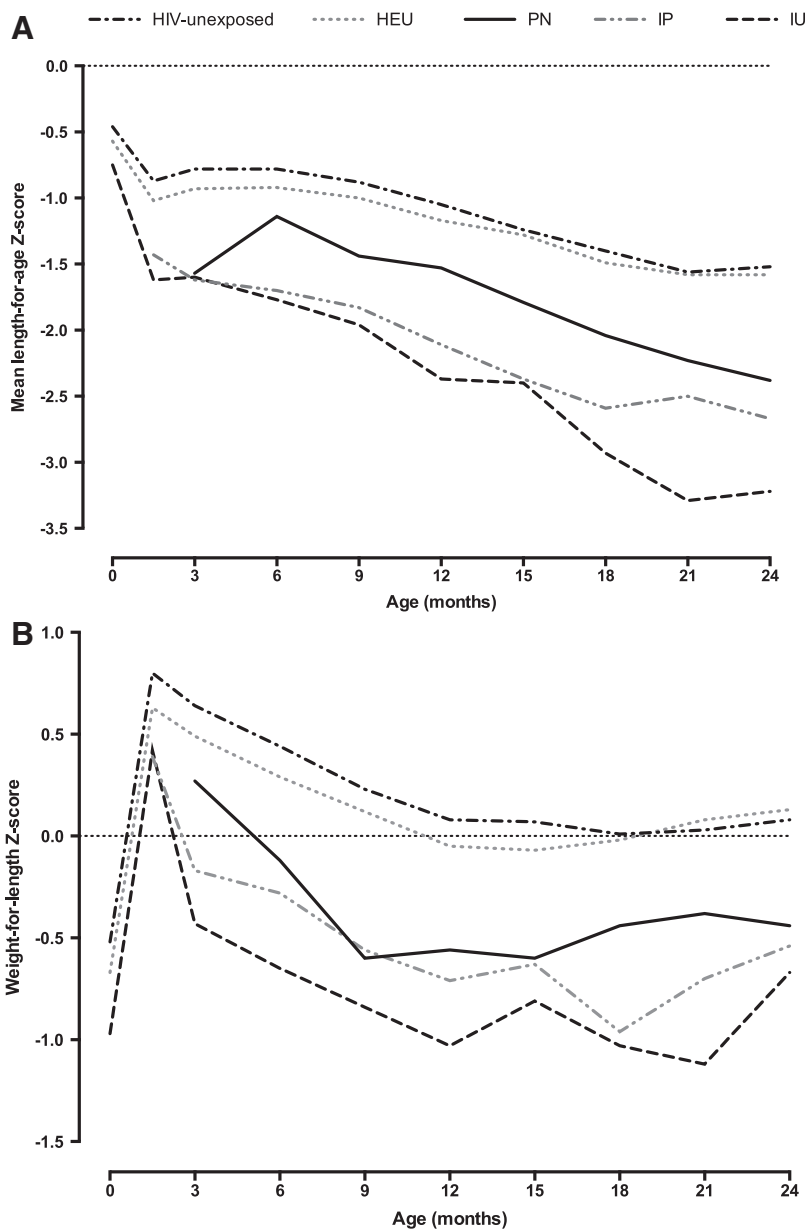 A
HIV-unexposed HEU PN IP IU
0.0
-0.5
-1.0
-1.5
-2.0
-2.5
-3.0
-3.5
Mean length-for-age Z-score
0 3 6 9 12 15 18 21 24
Age (months)
B
1.0
0.5
0.0
-0.5
-1.0
-1.5
Weight-for-length Z-score
0 3 6 9 12 15 18 21 24
Age (months)